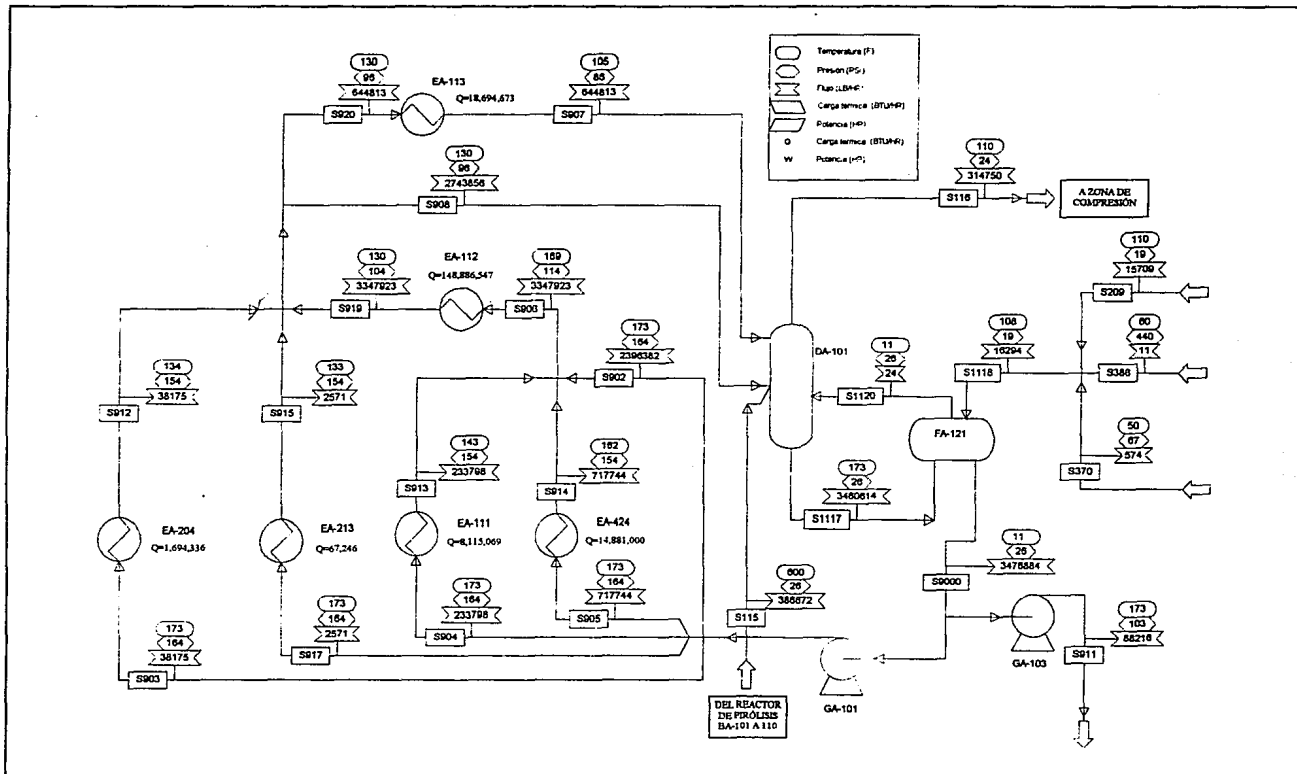 130
96
644813
S920
EA-113
Q=18,694,673
105
86
644813
S907
Temperatura (F)
Flujo (LB/HR)
Carga termica (BTU/HR)
Potencia (HP)
Q Carga termica (BTU/HR)
W Potencia (HP)
130
96
2743856
S908
110
24
314750
S116
A ZONA DE
COMPRESIÓN
EA-112
Q=148,886,547
130
104
3347923
S919
169
114
3347923
S906
173
164
2396382
S902
DA-101
110
19
15709
S209
60
440
11
S388
108
19
16294
S1118
11
26
24
S1120
FA-121
50
67
574
S370
134
154
38175
S912
133
154
2571
S915
143
154
233798
S913
162
154
717744
S914
173
26
3460614
S1117
EA-204
Q=1,694,336
EA-213
Q=67,246
EA-111
Q=8,115,069
EA-424
Q=14,881,000
11
26
3476884
S9000
600
26
386672
S115
173
164
38175
S903
173
164
2571
S917
173
164
233798
S904
173
164
717744
S905
GA-101
GA-103
173
103
88216
S911
DEL REACTOR
DE PIRÓLISIS
BA-101 A 110